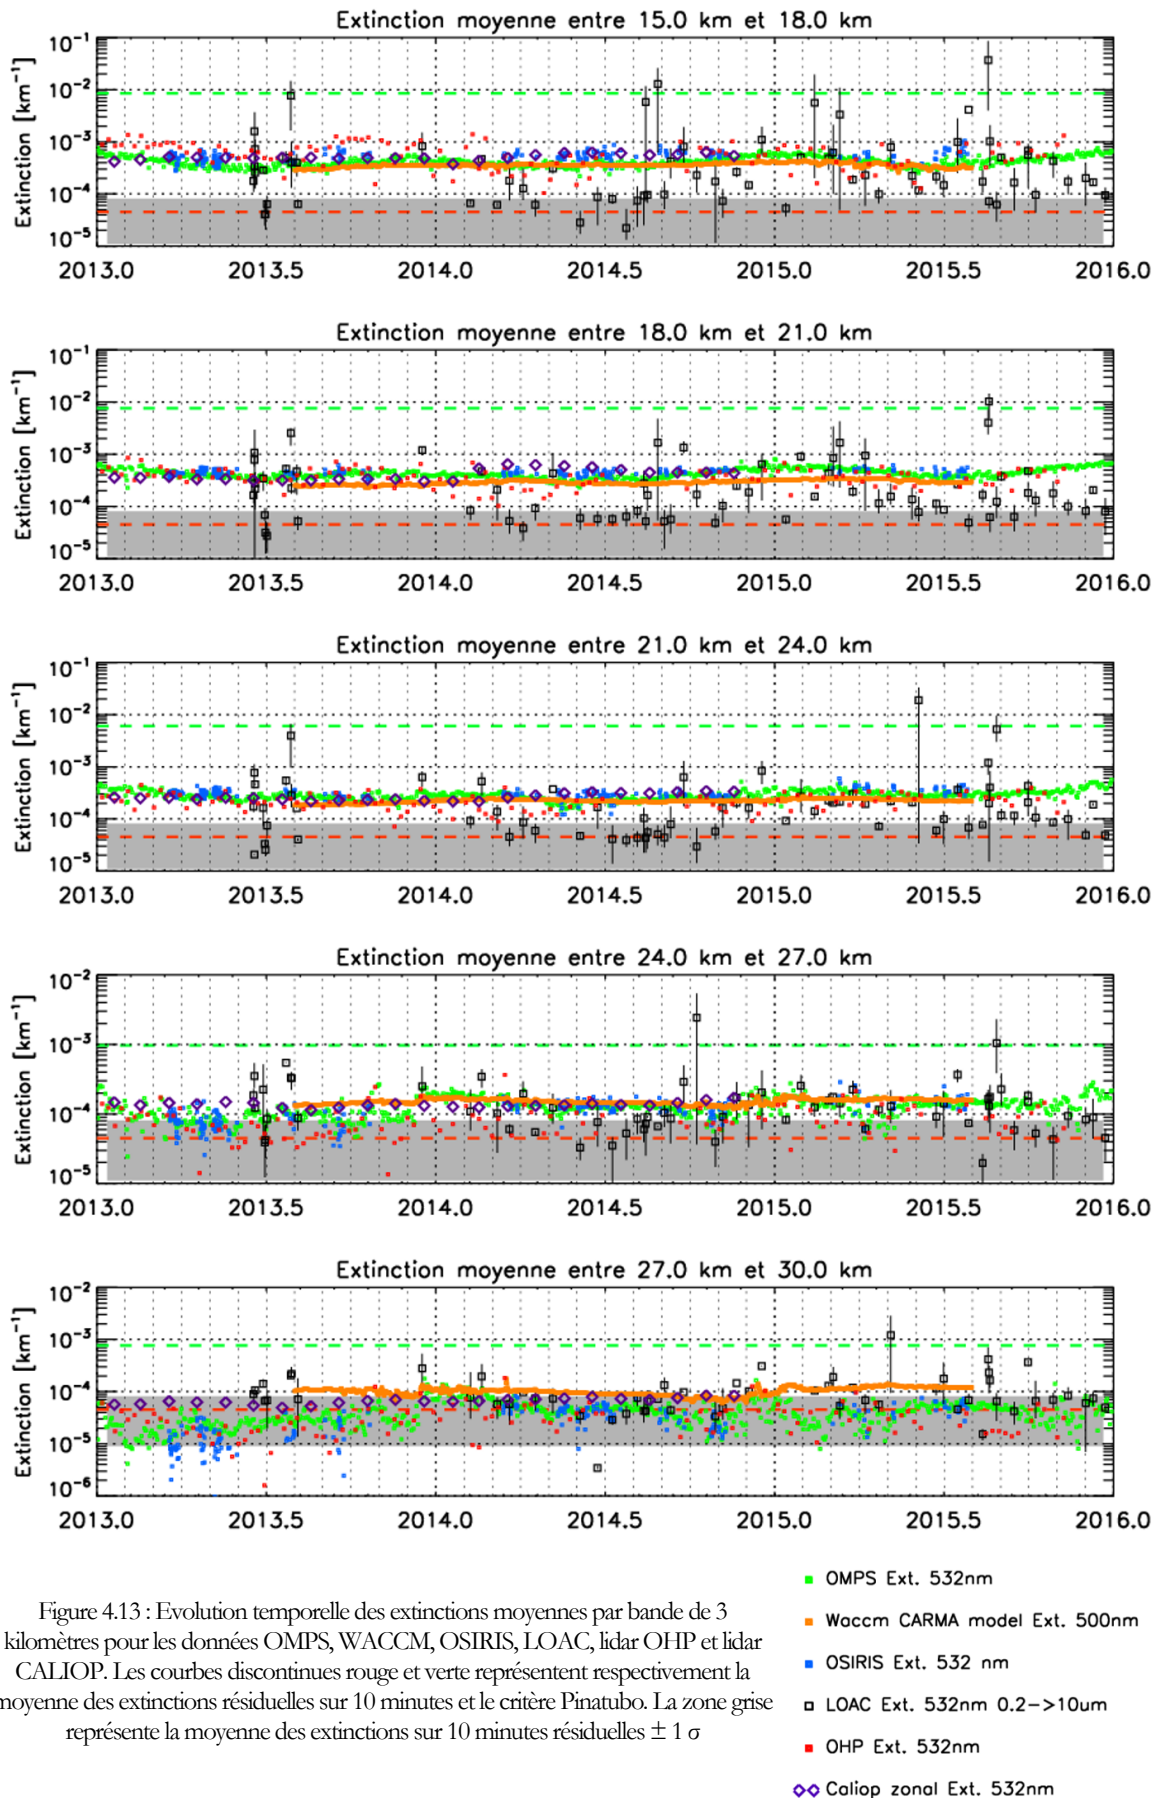 Extinction moyenne entre 15.0 km et 18.0 km
Extinction [km⁻¹]
10⁻¹
10⁻²
10⁻³
10⁻⁴
10⁻⁵
2013.0 2013.5 2014.0 2014.5 2015.0 2015.5 2016.0
Extinction moyenne entre 18.0 km et 21.0 km
Extinction [km⁻¹]
10⁻¹
10⁻²
10⁻³
10⁻⁴
10⁻⁵
2013.0 2013.5 2014.0 2014.5 2015.0 2015.5 2016.0
Extinction moyenne entre 21.0 km et 24.0 km
Extinction [km⁻¹]
10⁻¹
10⁻²
10⁻³
10⁻⁴
10⁻⁵
2013.0 2013.5 2014.0 2014.5 2015.0 2015.5 2016.0
Extinction moyenne entre 24.0 km et 27.0 km
Extinction [km⁻¹]
10⁻²
10⁻³
10⁻⁴
10⁻⁵
2013.0 2013.5 2014.0 2014.5 2015.0 2015.5 2016.0
Extinction moyenne entre 27.0 km et 30.0 km
Extinction [km⁻¹]
10⁻²
10⁻³
10⁻⁴
10⁻⁵
10⁻⁶
2013.0 2013.5 2014.0 2014.5 2015.0 2015.5 2016.0
Figure 4.13 : Evolution temporelle des extinctions moyennes par bande de 3
kilomètres pour les données OMPS, WACCM, OSIRIS, LOAC, lidar OHP et lidar
CALIOP. Les courbes discontinues rouge et verte représentent respectivement la
moyenne des extinctions résiduelles sur 10 minutes et le critère Pinatubo. La zone grise
représente la moyenne des extinctions sur 10 minutes résiduelles ± 1 σ
OMPS Ext. 532nm
Waccm CARMA model Ext. 500nm
OSIRIS Ext. 532 nm
LOAC Ext. 532nm 0.2->10um
OHP Ext. 532nm
Caliop zonal Ext. 532nm